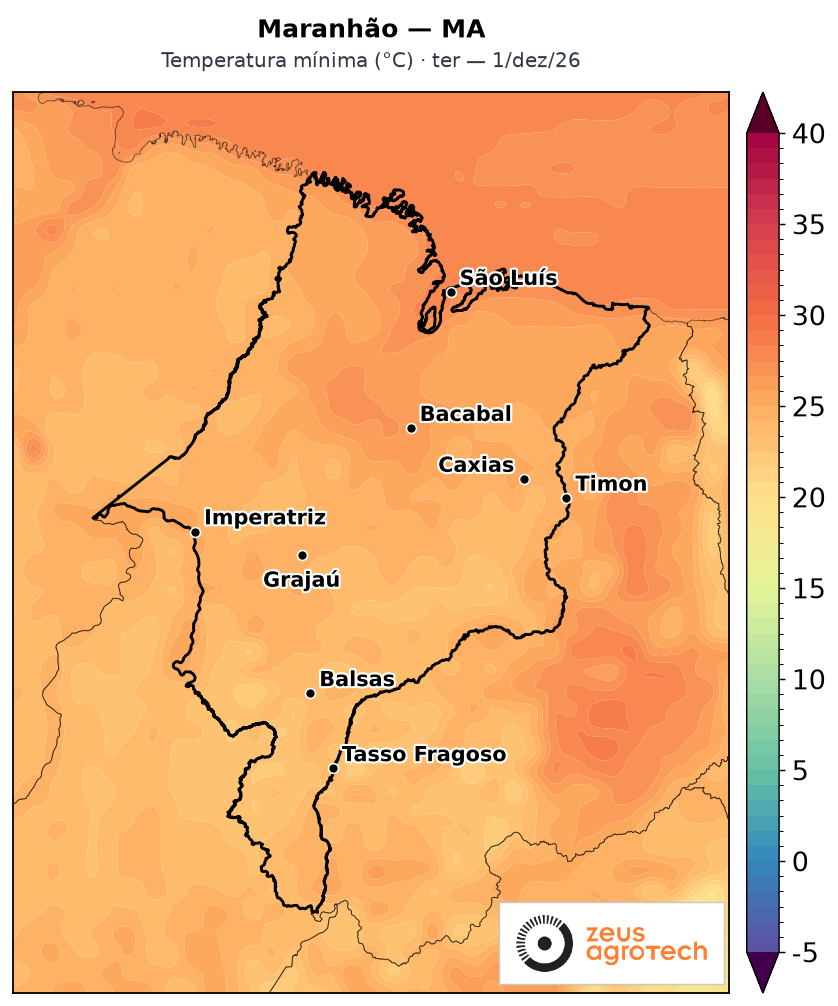 Maranhão — MA
Temperatura mínima (°C) · ter — 1/dez/26
São Luís
Bacabal
Caxias
Timon
Imperatriz
Grajaú
Balsas
Tasso Fragoso
40
35
30
25
20
15
10
5
0
-5
zeus
agrotech